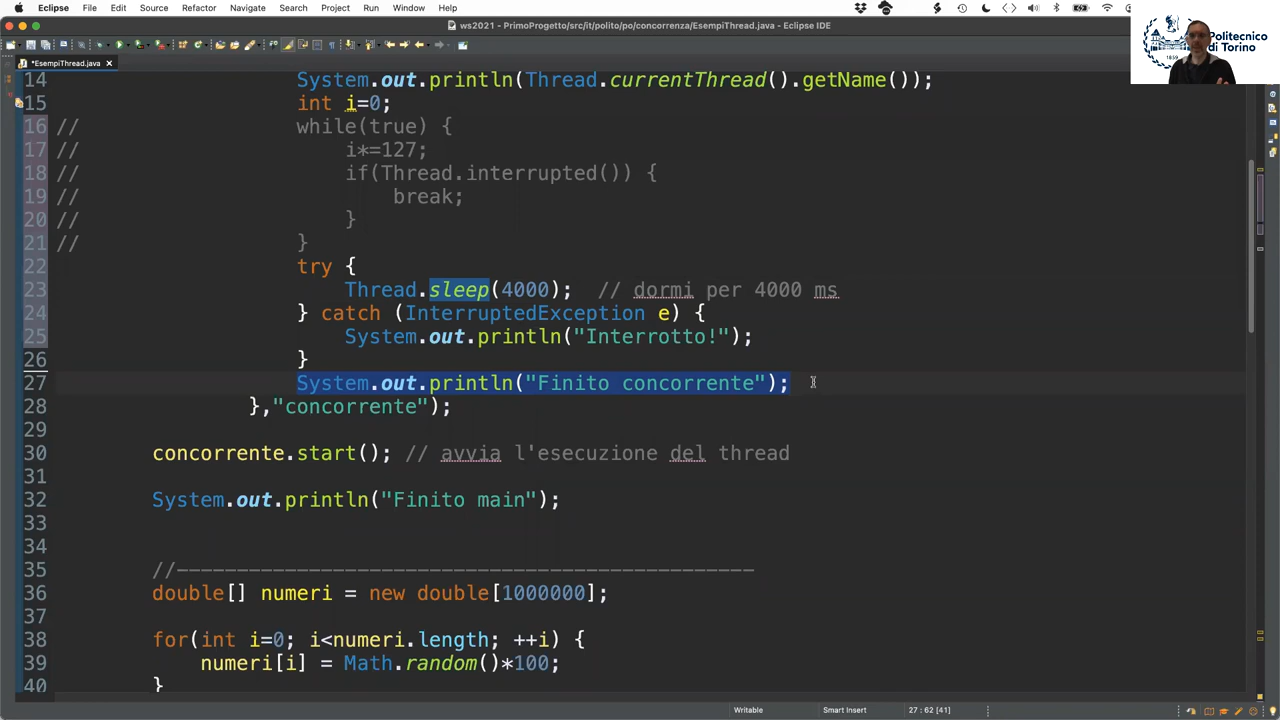 Eclipse File Edit Source Refactor Navigate Search Project Run Window Help
ws2021 - PrimoProgetto/src/it/polito/po/concorrenza/EsempiThread.java - Eclipse IDE
*EsempiThread.java
Politecnico
di Torino
1859
14 System.out.println(Thread.currentThread().getName());
15 int i=0;
16 // while(true) {
17 // i*=127;
18 // if(Thread.interrupted()) {
19 // break;
20 // }
21 // }
22 try {
23 Thread.sleep(4000); // dormi per 4000 ms
24 } catch (InterruptedException e) {
25 System.out.println("Interrotto!");
26 }
27 System.out.println("Finito concorrente");
28 },"concorrente");
29
30 concorrente.start(); // avvia l'esecuzione del thread
31
32 System.out.println("Finito main");
33
34
35 //------------------------------------------------
36 double[] numeri = new double[1000000];
37
38 for(int i=0; i<numeri.length; ++i) {
39 numeri[i] = Math.random()*100;
40 }
Writable Smart Insert 27 : 62 [41]